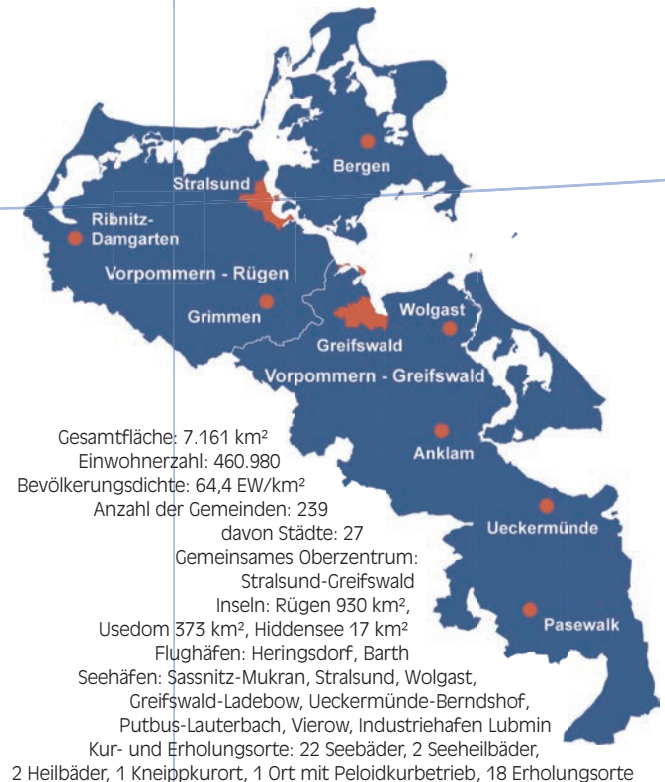 Bergen
Stralsund
Ribnitz-
Damgarten
Vorpommern - Rügen
Grimmen
Wolgast
Greifswald
Vorpommern - Greifswald
Anklam
Ueckermünde
Pasewalk
Gesamtfläche: 7.161 km²
Einwohnerzahl: 460.980
Bevölkerungsdichte: 64,4 EW/km²
Anzahl der Gemeinden: 239
davon Städte: 27
Gemeinsames Oberzentrum:
Stralsund-Greifswald
Inseln: Rügen 930 km²,
Usedom 373 km², Hiddensee 17 km²
Flughäfen: Heringsdorf, Barth
Seehäfen: Sassnitz-Mukran, Stralsund, Wolgast,
Greifswald-Ladebow, Ueckermünde-Berndshof,
Putbus-Lauterbach, Vierow, Industriehafen Lubmin
Kur- und Erholungsorte: 22 Seebäder, 2 Seeheilbäder,
2 Heilbäder, 1 Kneippkurort, 1 Ort mit Peloidkurbetrieb, 18 Erholungsorte